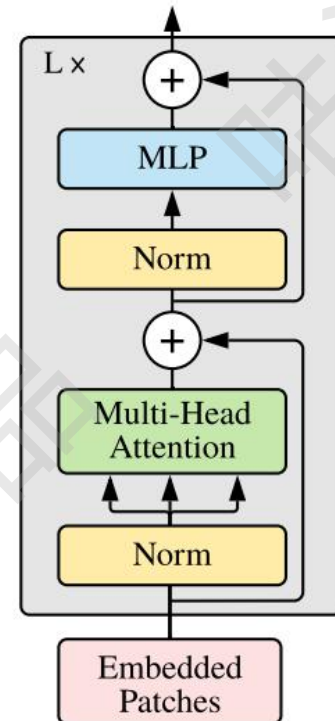 L ×
+
MLP
Norm
+
Multi-Head
Attention
Norm
Embedded
Patches